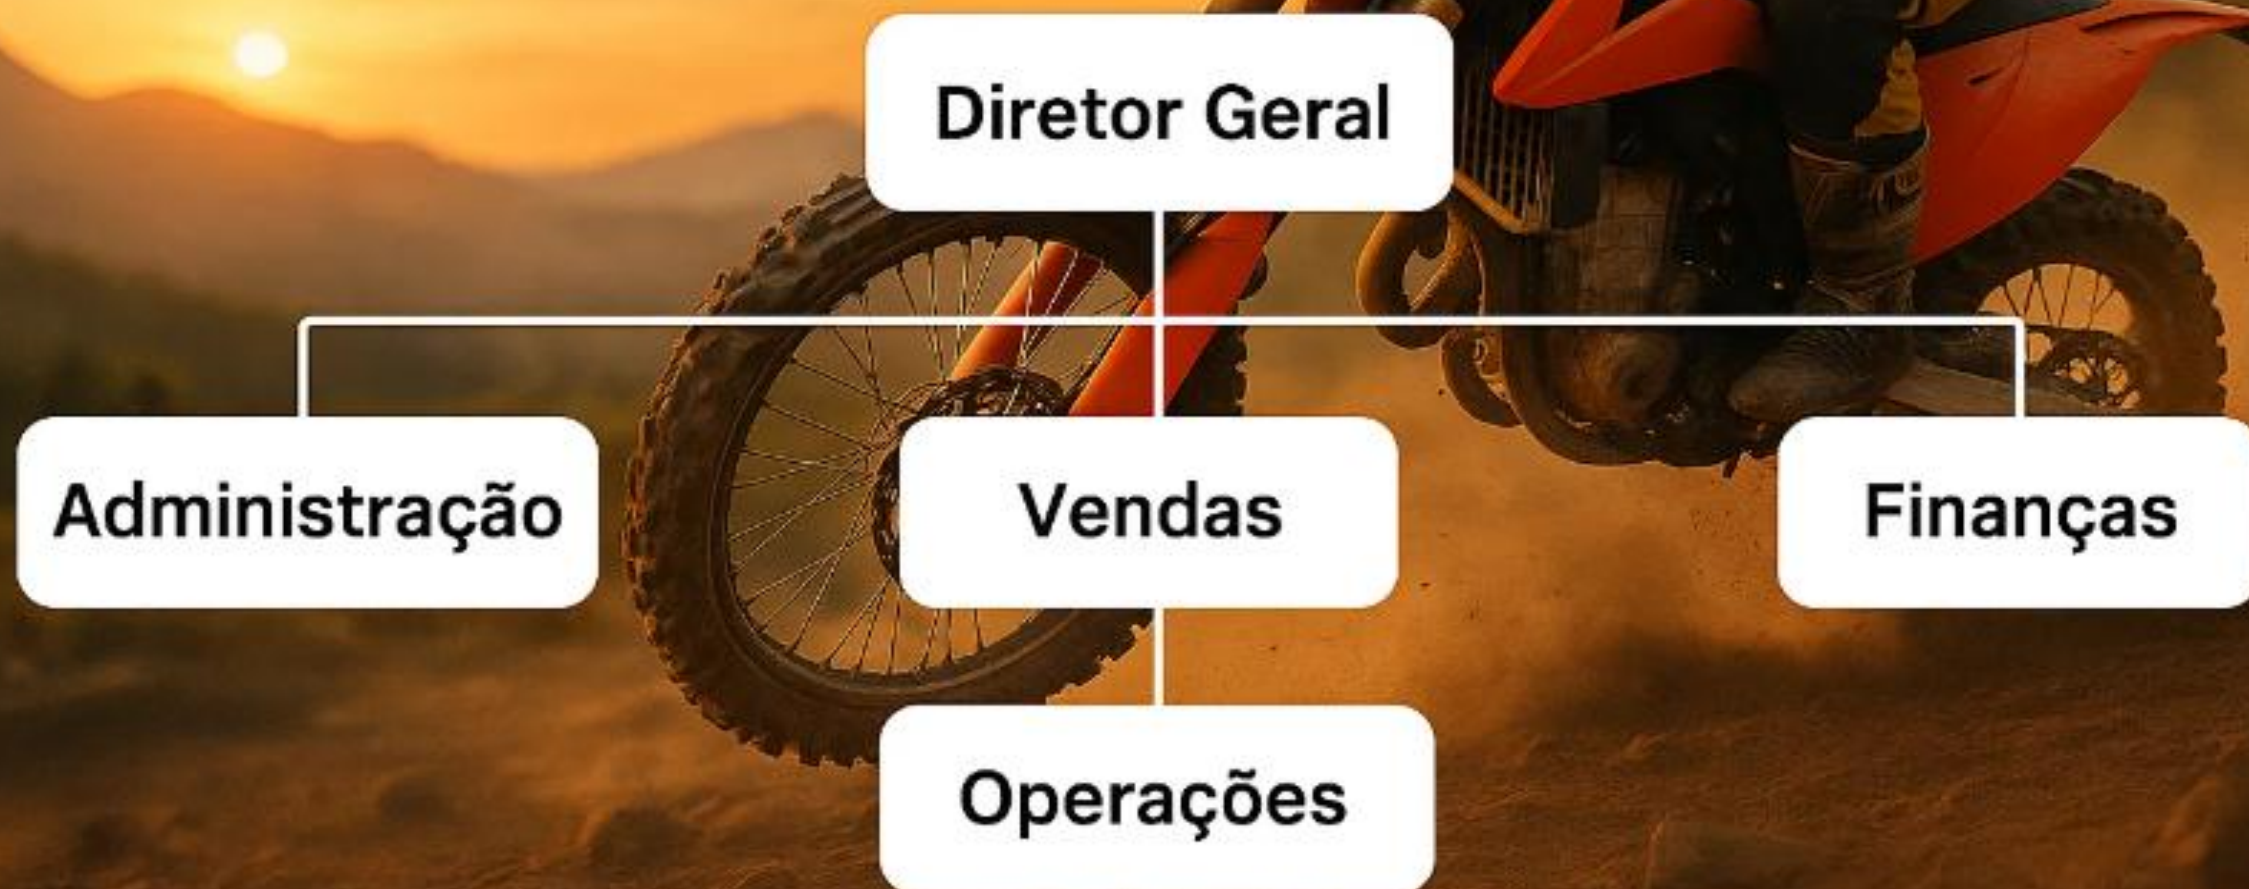 Diretor Geral
Administração
Vendas
Finanças
Operações